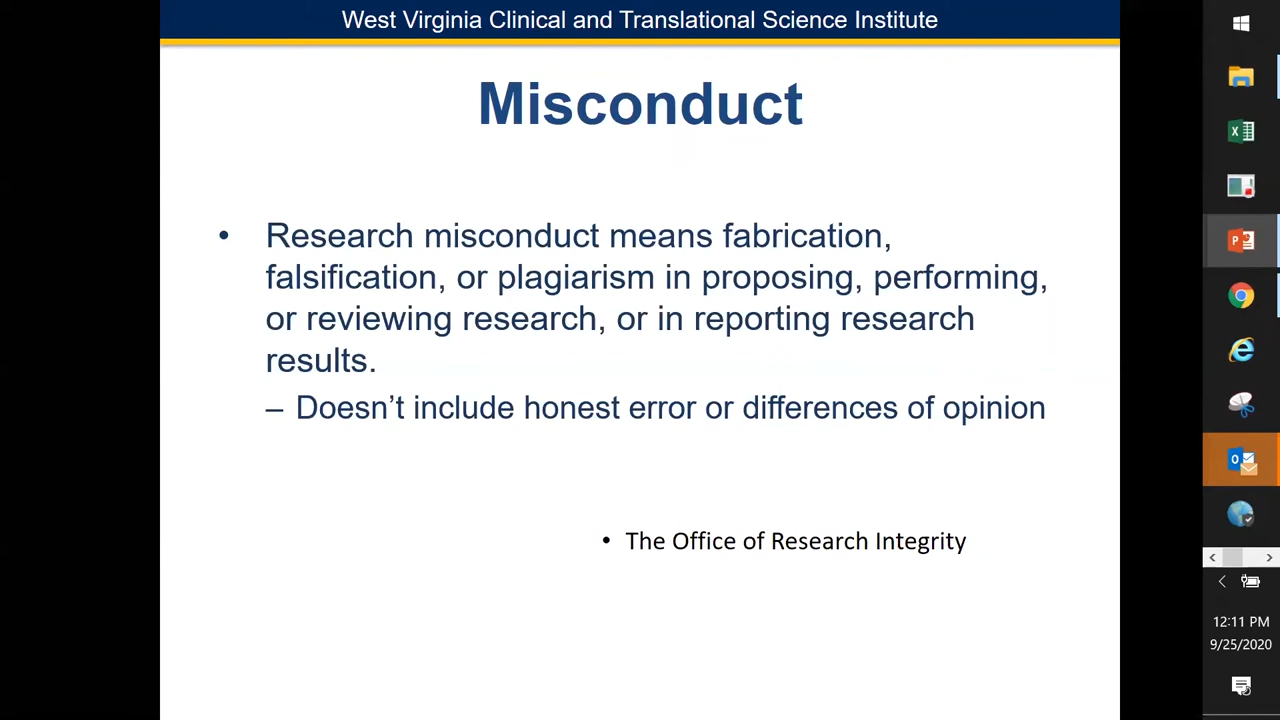 West Virginia Clinical and Translational Science Institute
Misconduct
• Research misconduct means fabrication,
falsification, or plagiarism in proposing, performing,
or reviewing research, or in reporting research
results.
– Doesn’t include honest error or differences of opinion
• The Office of Research Integrity
12:11 PM
9/25/2020